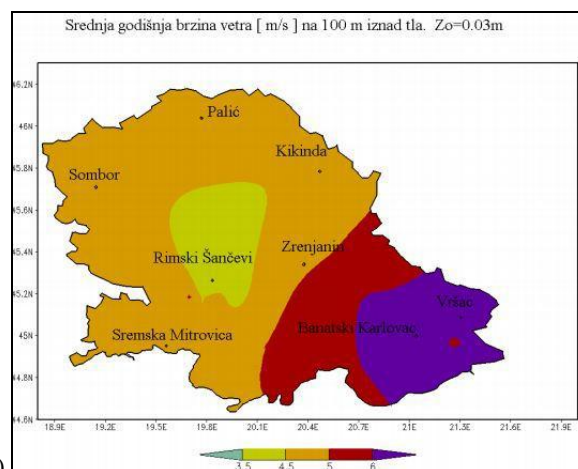 Srednja godišnja brzina vetra [ m/s ] na 100 m iznad tla. Zo=0.03m
46.2N
Palić
46N
Kikinda
45.8N
Sombor
45.6N
45.4N
Zrenjanin
Rimski Šančevi
45.2N
Vršac
45N
Banatski Karlovac
Sremska Mitrovica
44.8N
44.6N
18.9E 19.2E 19.5E 19.8E 20.1E 20.4E 20.7E 21E 21.3E 21.6E 21.9E
3.5 4.5 5 6
)